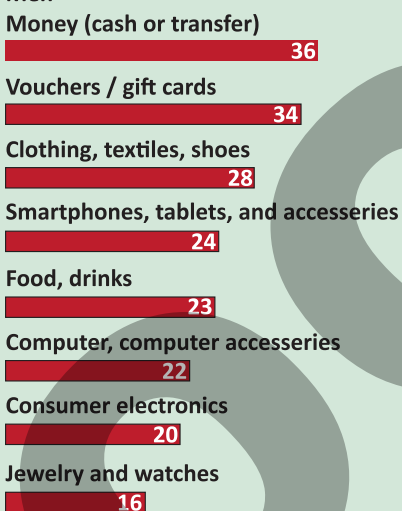 Money (cash or transfer)
36
Vouchers / gift cards
34
Clothing, textiles, shoes
28
Smartphones, tablets, and accesseries
24
Food, drinks
23
Computer, computer accesseries
22
Consumer electronics
20
Jewelry and watches
16